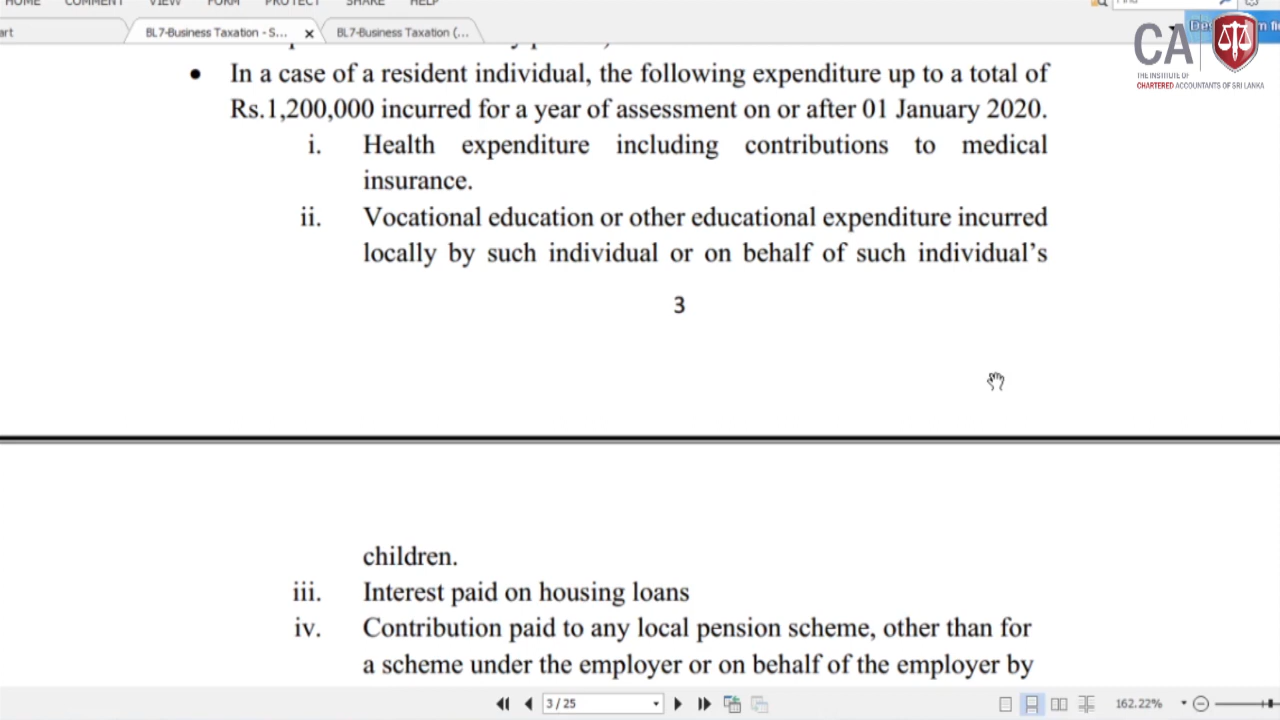 HOME COMMENT VIEW FORM PROTECT SHARE HELP Find
art BL7-Business Taxation - S... x BL7-Business Taxation (...
CA
THE INSTITUTE OF
CHARTERED ACCOUNTANTS OF SRI LANKA
• In a case of a resident individual, the following expenditure up to a total of
Rs.1,200,000 incurred for a year of assessment on or after 01 January 2020.
i. Health expenditure including contributions to medical
insurance.
ii. Vocational education or other educational expenditure incurred
locally by such individual or on behalf of such individual’s
3
children.
iii. Interest paid on housing loans
iv. Contribution paid to any local pension scheme, other than for
a scheme under the employer or on behalf of the employer by
3 / 25 162.22%